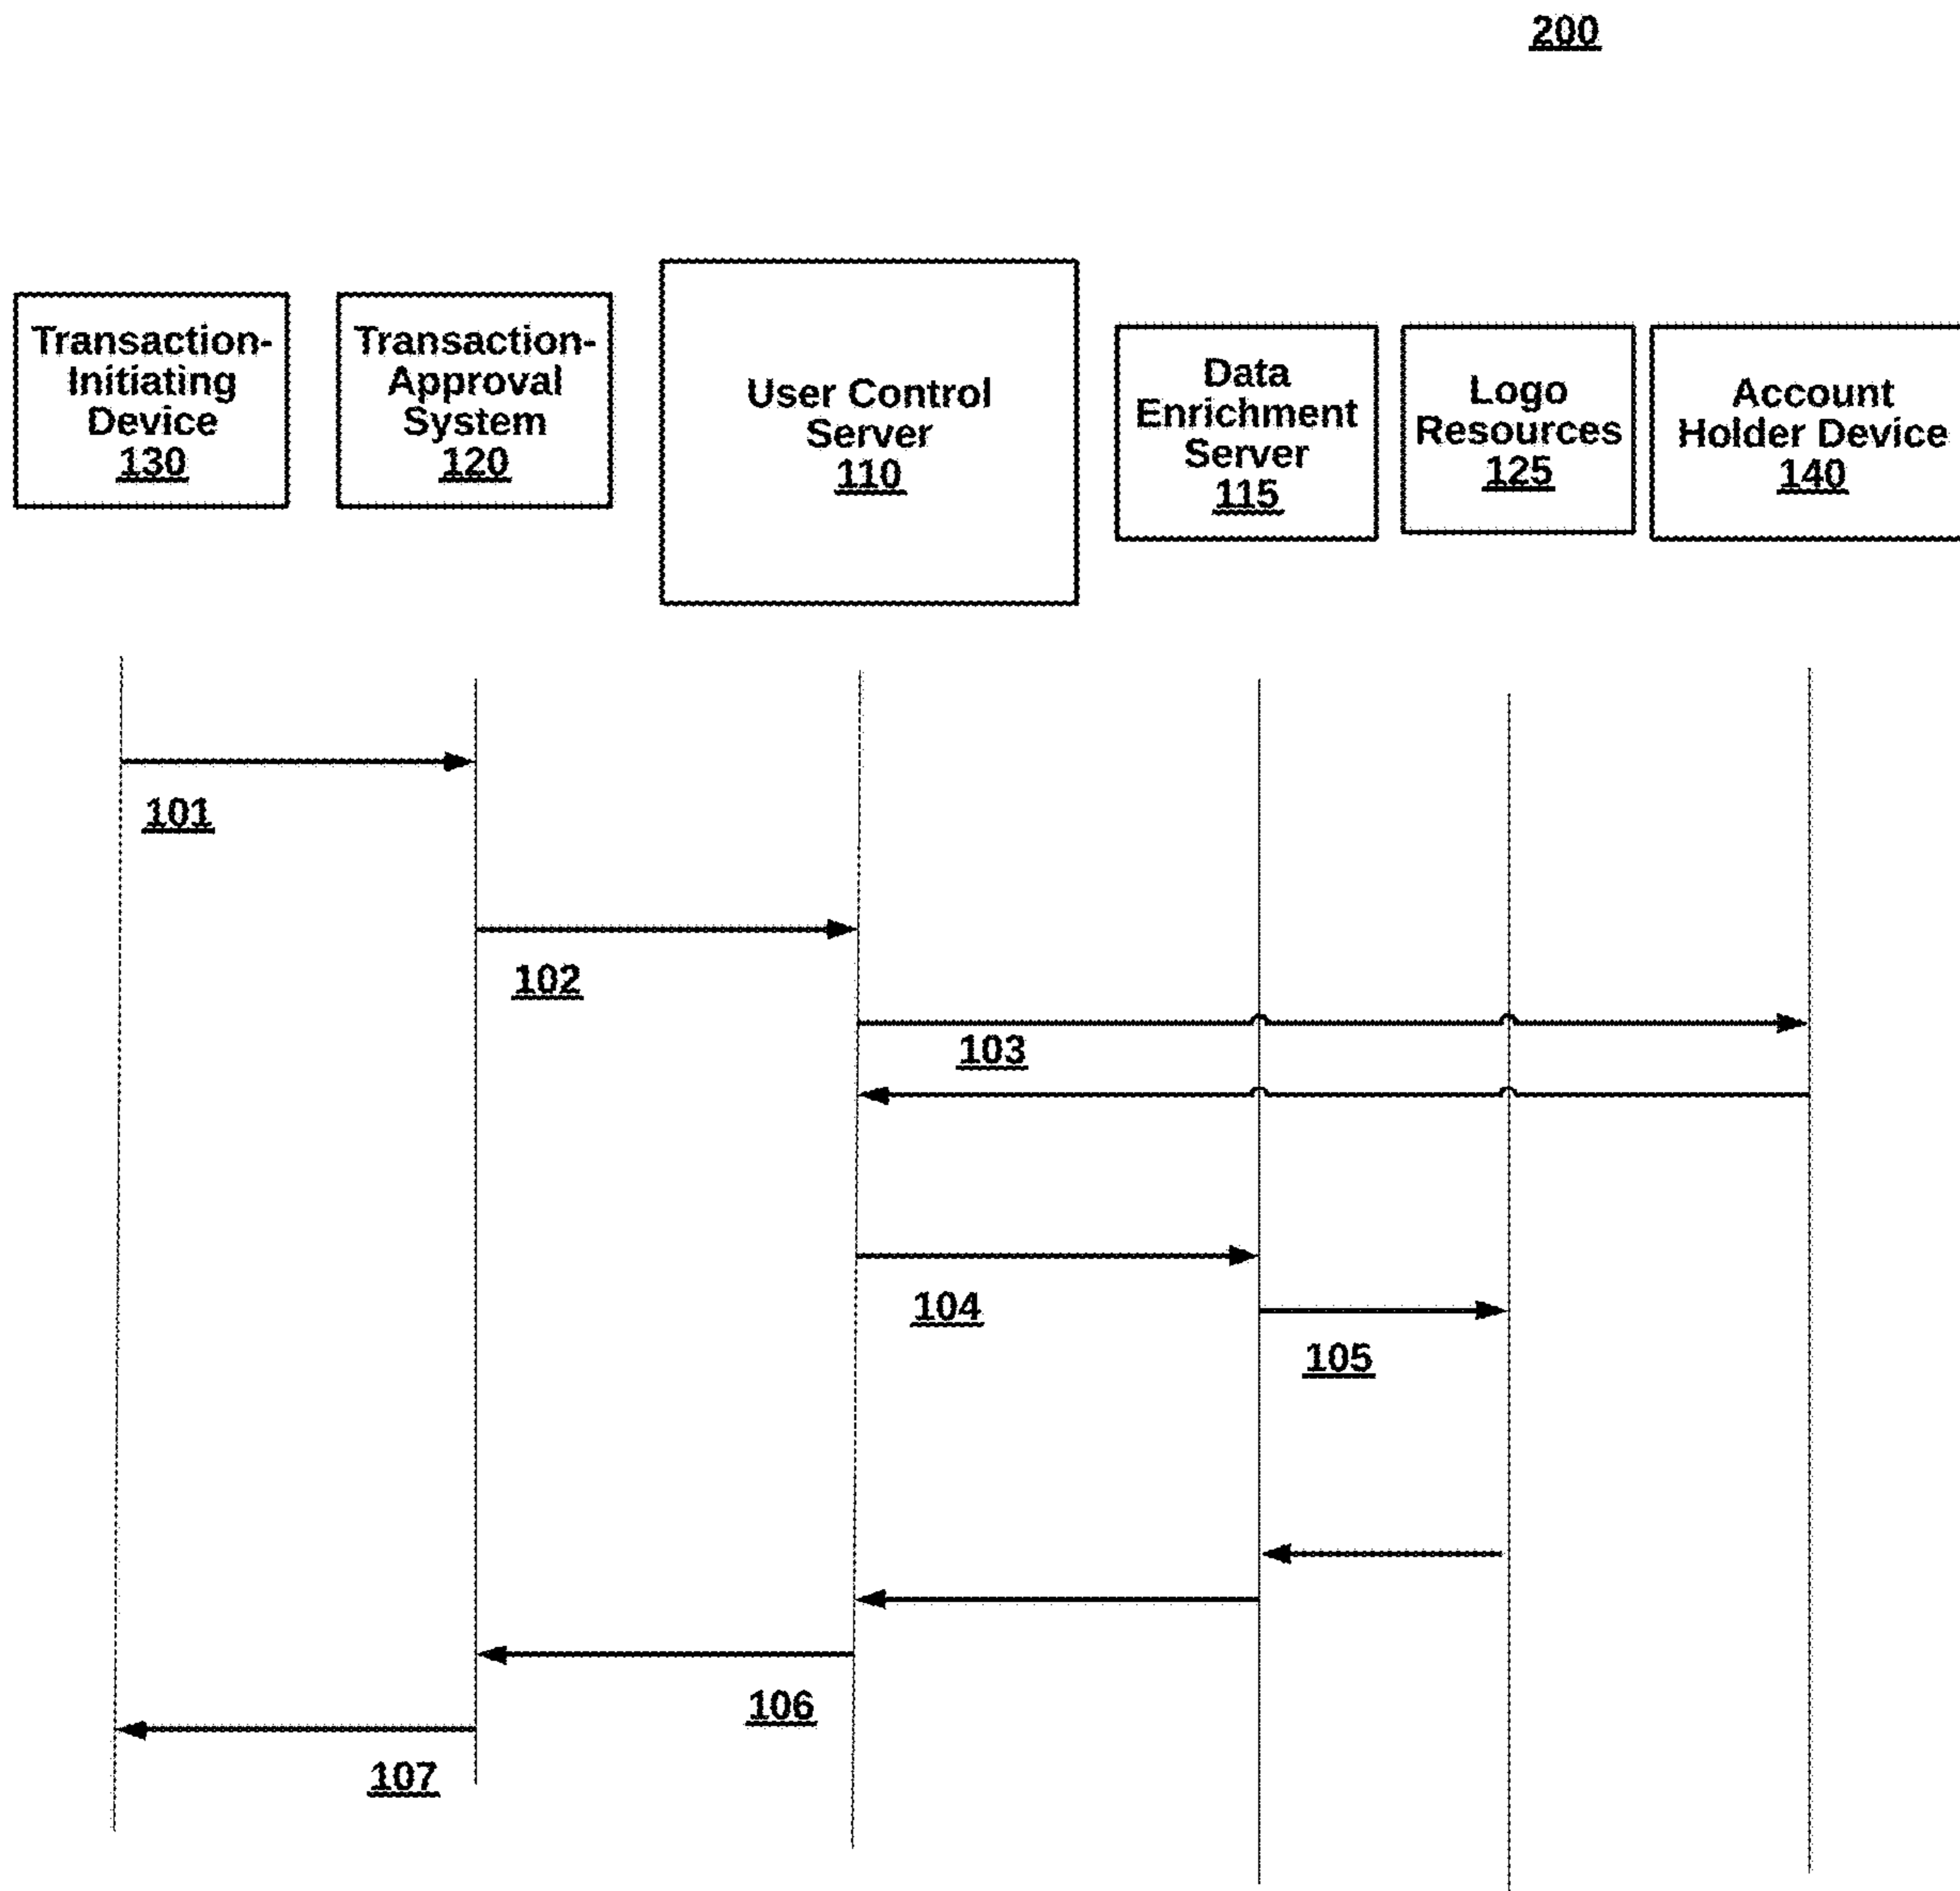 200
Transaction-
Initiating
Device
130
Transaction-
Approval
System
120
User Control
Server
110
Data
Enrichment
Server
115
Logo
Resources
125
Account
Holder Device
140
101
102
103
104
105
106
107